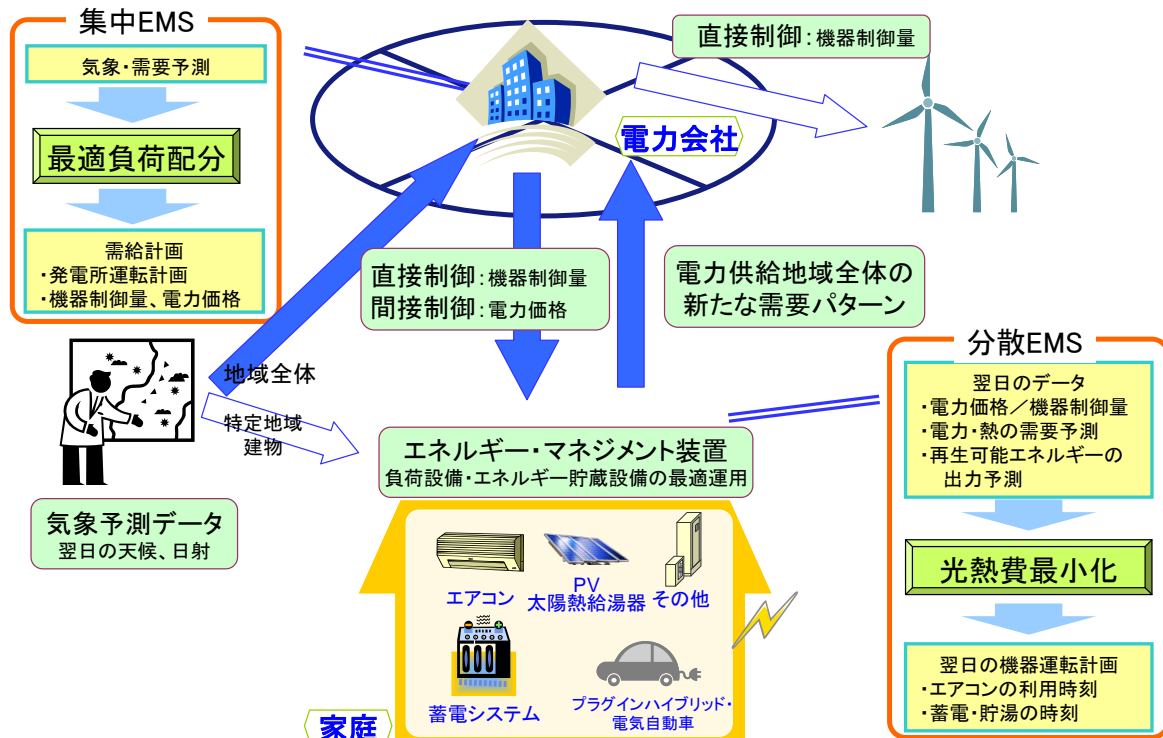 集中EMS
気象・需要予測
最適負荷配分
需給計画
・発電所運転計画
・機器制御量、電力価格
直接制御：機器制御量
電力会社
直接制御：機器制御量
間接制御：電力価格
電力供給地域全体の
新たな需要パターン
地域全体
特定地域
建物
気象予測データ
翌日の天候、日射
エネルギー・マネジメント装置
負荷設備・エネルギー貯蔵設備の最適運用
エアコン
PV
太陽熱給湯器
その他
蓄電システム
プラグインハイブリッド・
電気自動車
家庭
分散EMS
翌日のデータ
・電力価格／機器制御量
・電力・熱の需要予測
・再生可能エネルギーの
出力予測
光熱費最小化
翌日の機器運転計画
・エアコンの利用時刻
・蓄電・貯湯の時刻